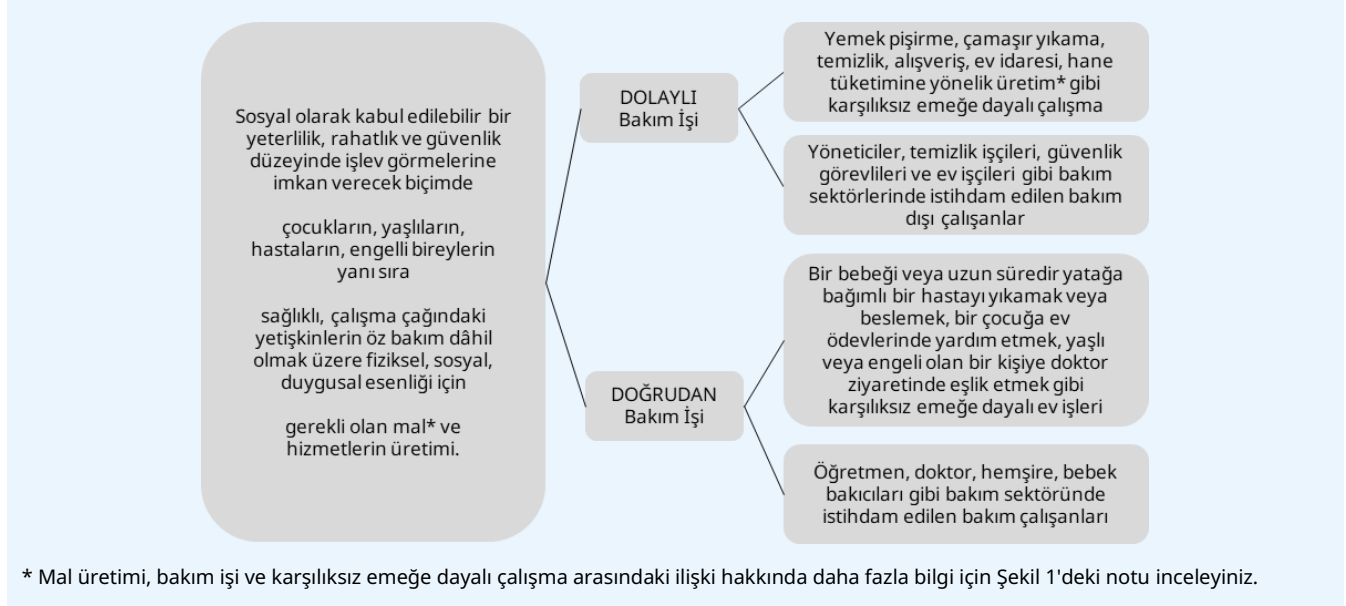 Sosyal olarak kabul edilebilir bir
yeterlilik, rahatlık ve güvenlik
düzeyinde işlev görmelerine
imkan verecek biçimde
çocukların, yaşlıların,
hastaların, engelli bireylerin
yanı sıra
sağlıklı, çalışma çağındaki
yetişkinlerin öz bakım dâhil
olmak üzere fiziksel, sosyal,
duygusal esenliği için
gerekli olan mal* ve
hizmetlerin üretimi.
DOLAYLI
Bakım İşi
Yemek pişirme, çamaşır yıkama,
temizlik, alışveriş, ev idaresi, hane
tüketimine yönelik üretim* gibi
karşılıksız emeğe dayalı çalışma
Yöneticiler, temizlik işçileri, güvenlik
görevlileri ve ev işçileri gibi bakım
sektörlerinde istihdam edilen bakım
dışı çalışanlar
DOĞRUDAN
Bakım İşi
Bir bebeği veya uzun süredir yatağa
bağımlı bir hastayı yıkamak veya
beslemek, bir çocuğa ev
ödevlerinde yardım etmek, yaşlı
veya engeli olan bir kişiye doktor
ziyaretinde eşlik etmek gibi
karşılıksız emeğe dayalı ev işleri
Öğretmen, doktor, hemşire, bebek
bakıcıları gibi bakım sektöründe
istihdam edilen bakım çalışanları
* Mal üretimi, bakım işi ve karşılıksız emeğe dayalı çalışma arasındaki ilişki hakkında daha fazla bilgi için Şekil 1'deki notu inceleyiniz.